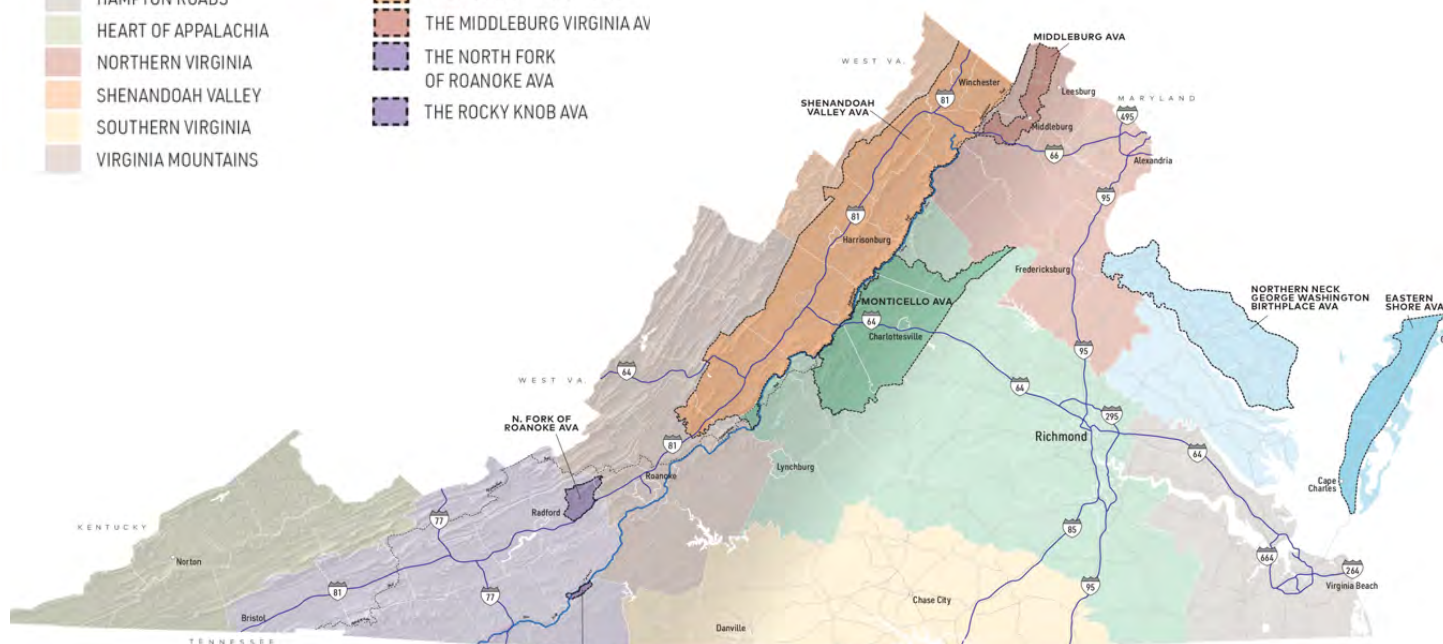 HAMPTON ROADS
HEART OF APPALACHIA
NORTHERN VIRGINIA
SHENANDOAH VALLEY
SOUTHERN VIRGINIA
VIRGINIA MOUNTAINS
THE MIDDLEBURG VIRGINIA AV
THE NORTH FORK
OF ROANOKE AVA
THE ROCKY KNOB AVA
MIDDLEBURG AVA
WEST VA.
Winchester
Leesburg
MARYLAND
81
SHENANDOAH
VALLEY AVA
495
Middleburg
66
Alexandria
95
81
Harrisonburg
Fredericksburg
NORTHERN NECK
GEORGE WASHINGTON
BIRTHPLACE AVA
EASTERN
SHORE AVA
MONTICELLO AVA
64
Charlottesville
95
64
WEST VA.
64
N. FORK OF
ROANOKE AVA
295
81
Richmond
64
Lynchburg
Roanoke
Cape
Charles
Radford
77
KENTUCKY
85
Norton
664
264
Virginia Beach
81
77
95
Chase City
Bristol
Danville
TENNESSEE